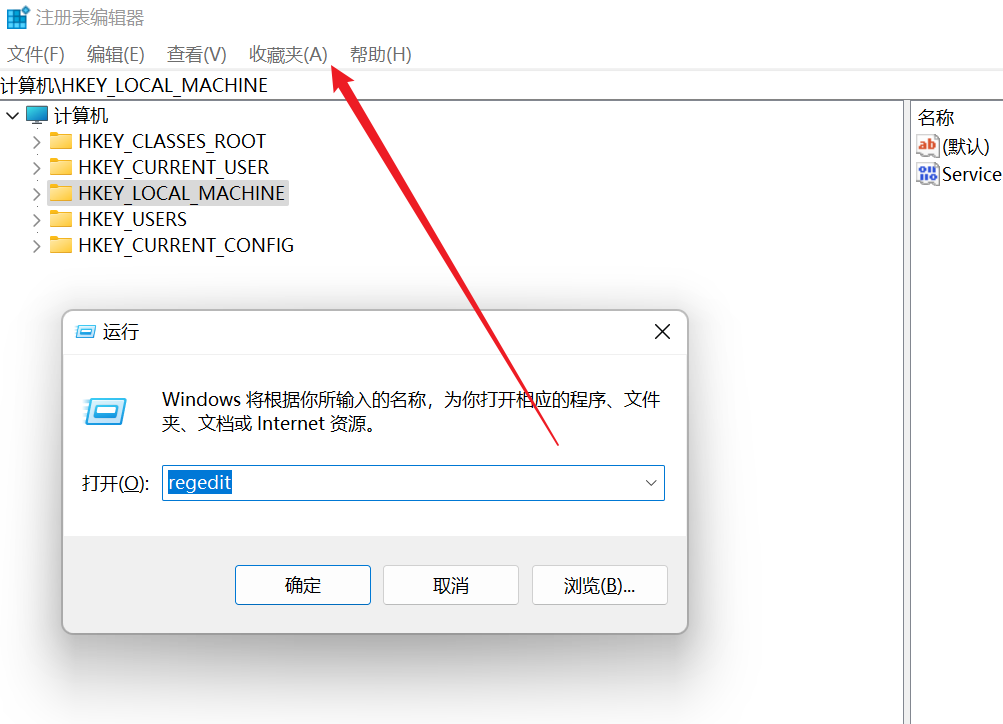 注册表编辑器
文件(F) 编辑(E) 查看(V) 收藏夹(A) 帮助(H)
计算机\HKEY_LOCAL_MACHINE
计算机
HKEY_CLASSES_ROOT
HKEY_CURRENT_USER
HKEY_LOCAL_MACHINE
HKEY_USERS
HKEY_CURRENT_CONFIG
名称
ab (默认)
Service
运行
Windows 将根据你所输入的名称，为你打开相应的程序、文件
夹、文档或 Internet 资源。
打开(O): regedit
确定 取消 浏览(B)...